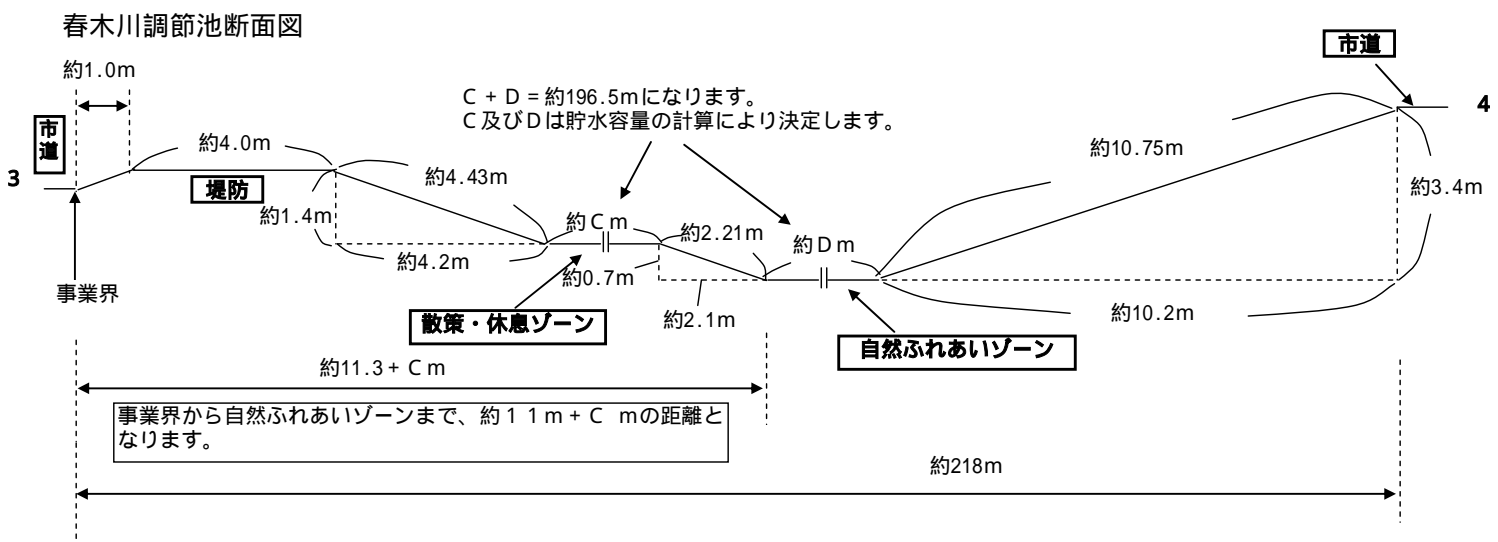 春木川調節池断面図
市道
約1.0m
C + D = 約196.5mになります。
C 及びDは貯水容量の計算により決定します。
4
市道
約4.0m
約10.75m
3
堤防
約4.43m
約3.4m
約1.4m
約C m
約2.21m
約D m
約4.2m
約0.7m
事業界
約2.1m
約10.2m
散策・休息ゾーン
自然ふれあいゾーン
約11.3 + C m
事業界から自然ふれあいゾーンまで、約１１m + C mの距離と
なります。
約218m